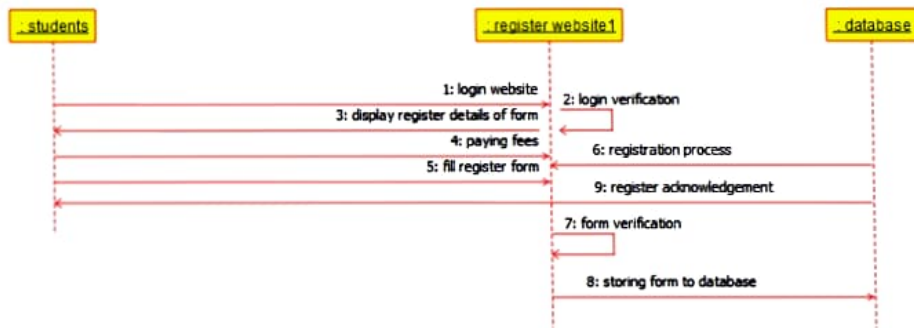 : students
: register website1
: database
1: login website
2: login verification
3: display register details of form
4: paying fees
6: registration process
5: fill register form
9: register acknowledgement
7: form verification
8: storing form to database